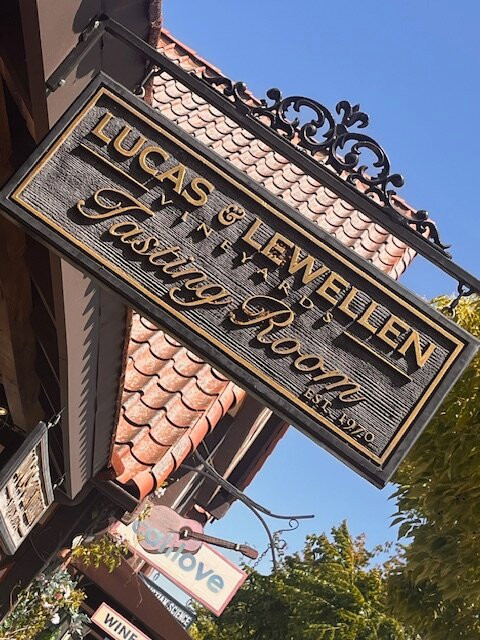 LUCAS & LEWELLEN
VINEYARDS
Tasting Room
EST. 1970
WINE